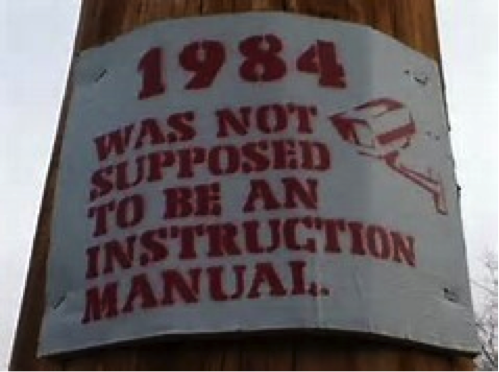 1984
WAS NOT
SUPPOSED
TO BE AN
INSTRUCTION
MANUAL.